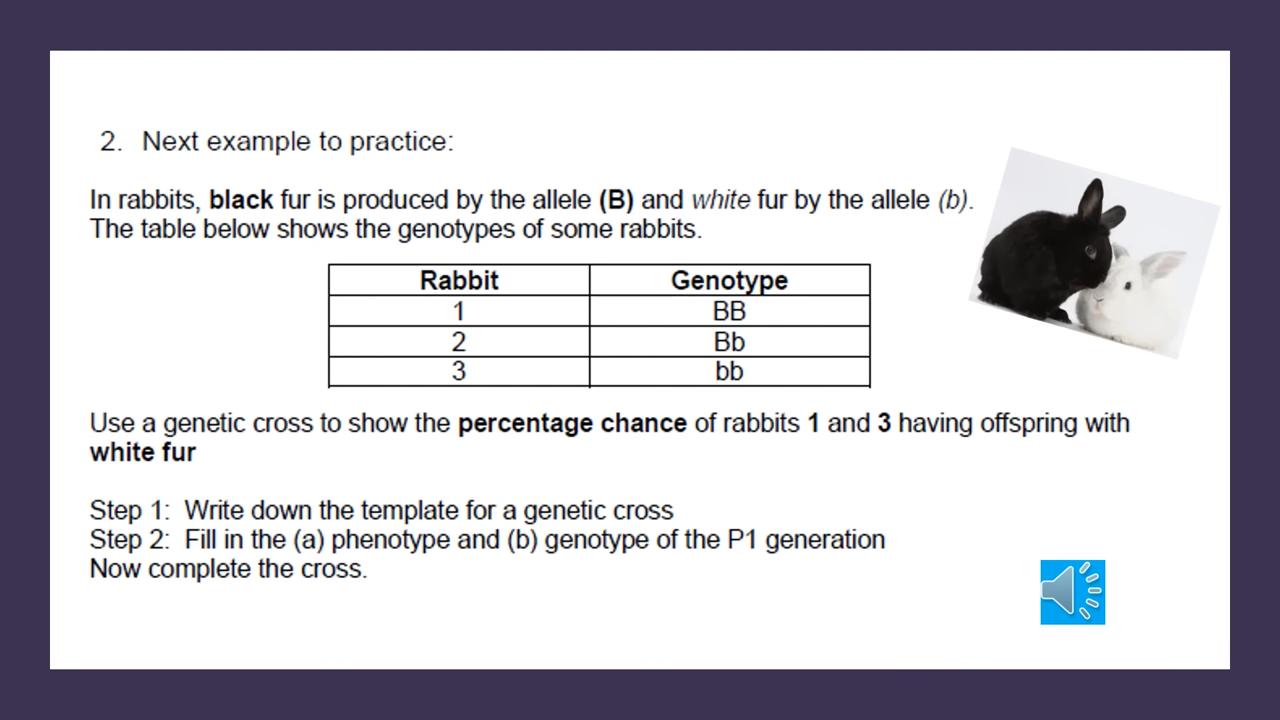 2. Next example to practice:
In rabbits, black fur is produced by the allele (B) and white fur by the allele (b).
The table below shows the genotypes of some rabbits.
Rabbit Genotype
1 BB
2 Bb
3 bb
Use a genetic cross to show the percentage chance of rabbits 1 and 3 having offspring with
white fur
Step 1: Write down the template for a genetic cross
Step 2: Fill in the (a) phenotype and (b) genotype of the P1 generation
Now complete the cross.